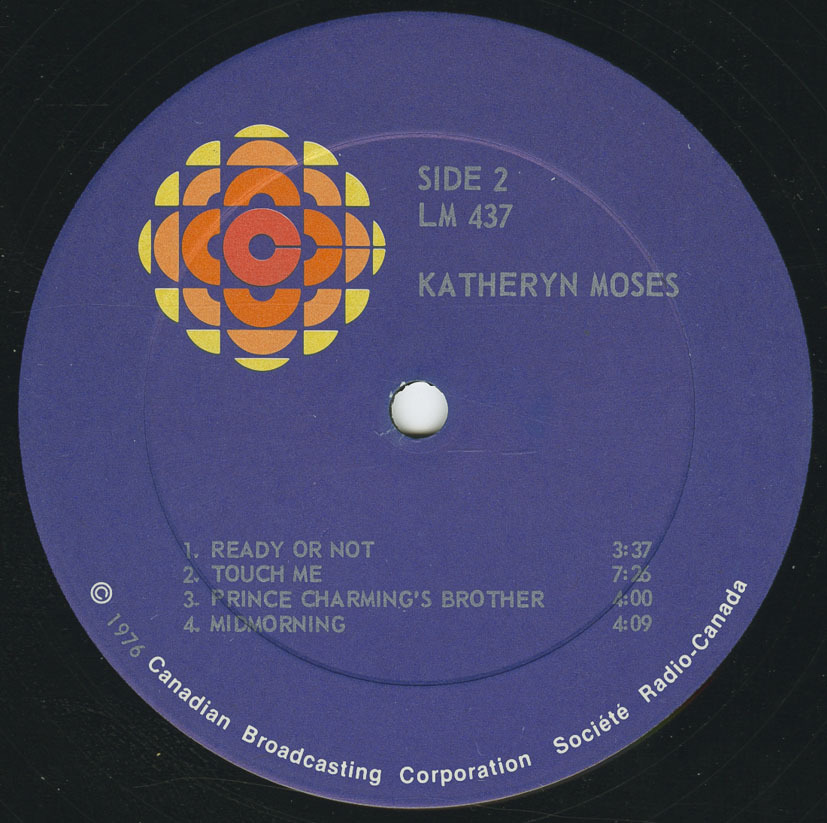 SIDE 2
LM 437
KATHERYN MOSES
1. READY OR NOT 3:37
2. TOUCH ME 7:26
3. PRINCE CHARMING'S BROTHER 4:00
4. MIDMORNING 4:09
© 1976 Canadian Broadcasting Corporation Société Radio-Canada